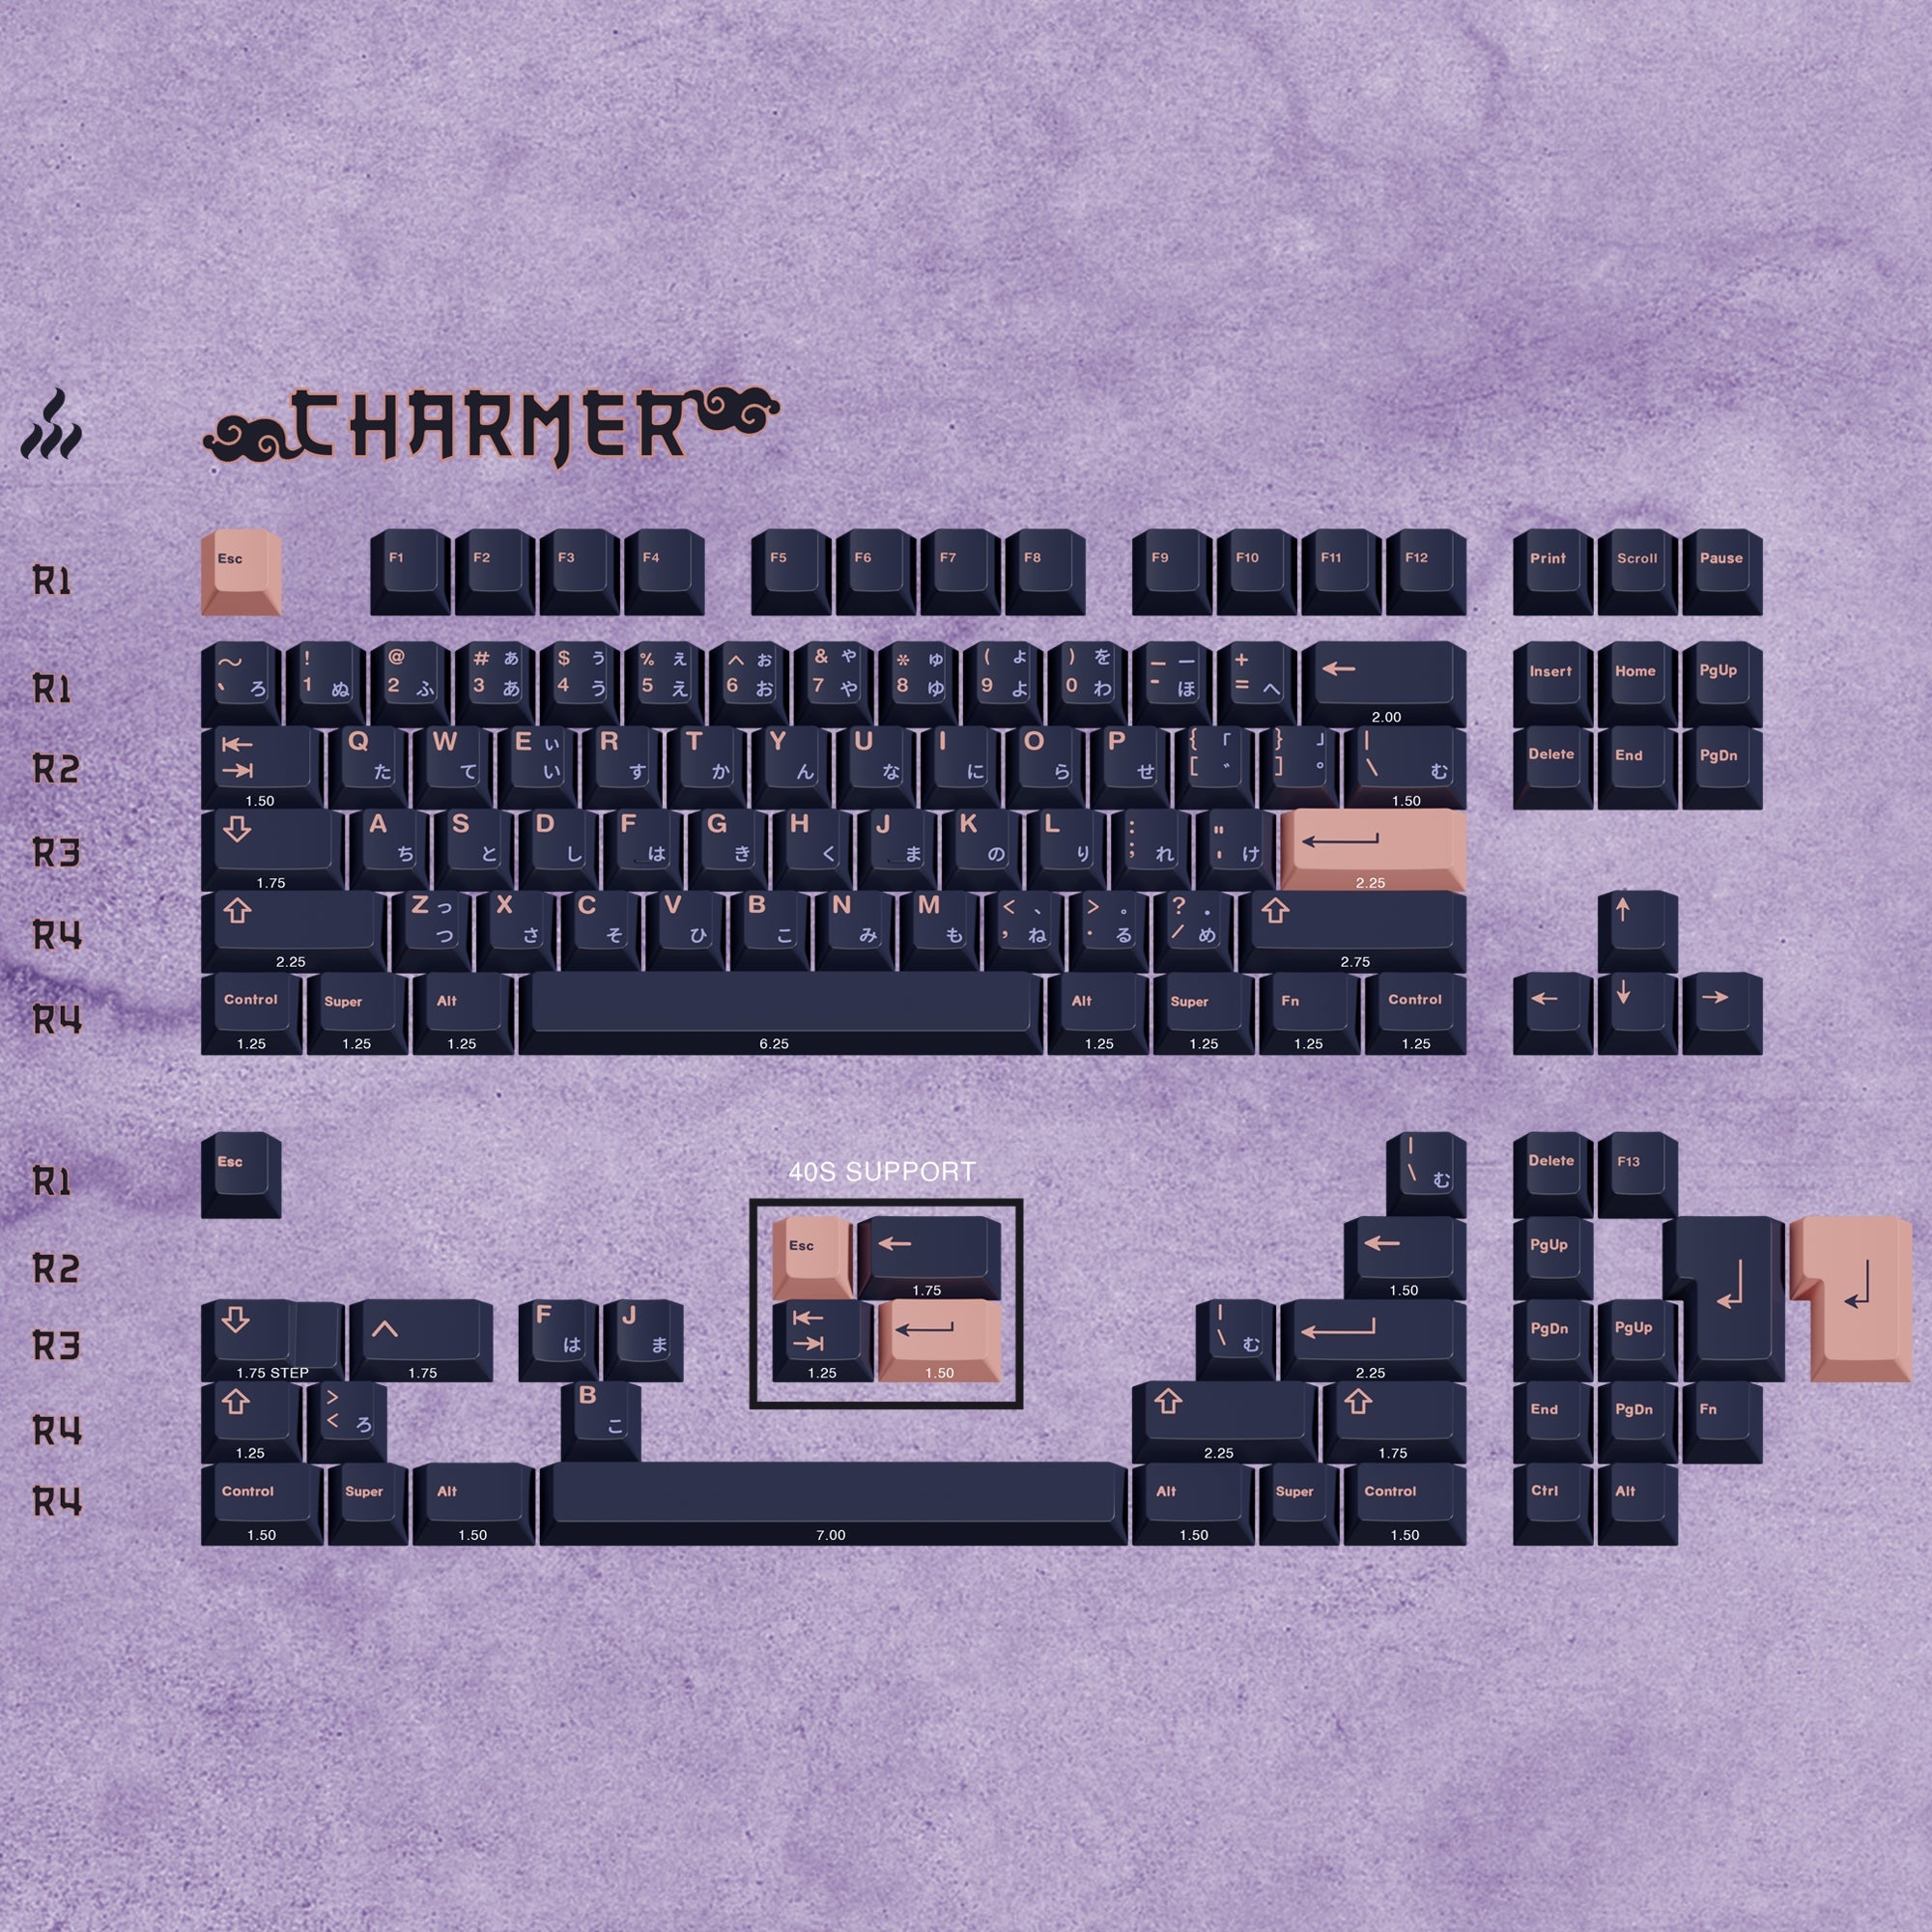 CHARMER
R1 Esc F1 F2 F3 F4 F5 F6 F7 F8 F9 F10 F11 F12 Print Scroll Pause
R1 ~ ` ろ ! 1 ぬ @ 2 ふ # あ 3 あ $ う 4 う % え 5 え ^ お 6 お & や 7 や * ゆ 8 ゆ ( よ 9 よ ) を 0 わ _ ー - ほ + = へ ← 2.00 Insert Home PgUp
R2 1.50 Q た W て E い い R す T か Y ん U な I に O ら P せ { 「 [ ゛ } 」 ] ゜ | \ む 1.50 Delete End PgDn
R3 1.75 A ち S と D し F は G き H く J ま K の L り : ; れ " ' け 2.25
R4 2.25 Z っ つ X さ C そ V ひ B こ N み M も < 、 , ね > 。 . る ? ・ / め 2.75 ↑
R4 Control 1.25 Super 1.25 Alt 1.25 6.25 Alt 1.25 Super 1.25 Fn 1.25 Control 1.25 ← ↓ →
R1 Esc | \ む Delete F13
40S SUPPORT
R2 Esc ← 1.75 ← 1.50 PgUp
R3 1.75 STEP 1.75 F は J ま 1.25 1.50 | \ む 2.25 PgDn PgUp
R4 1.25 > < ろ B こ 2.25 1.75 End PgDn Fn
R4 Control 1.50 Super Alt 1.50 7.00 Alt 1.50 Super Control 1.50 Ctrl Alt